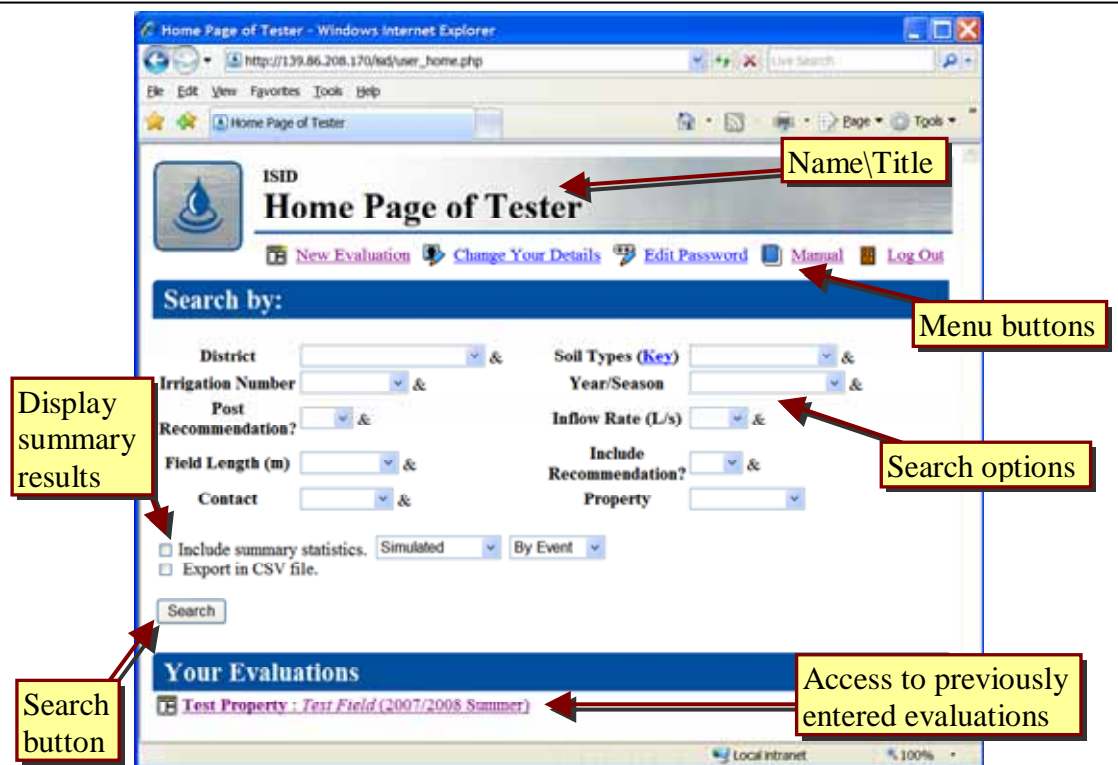 Home Page of Tester - Windows Internet Explorer
http://139.86.208.170/isid/user_home.php
Live Search
File Edit View Favorites Tools Help
Home Page of Tester
Page Tools
Name\Title
ISID
Home Page of Tester
New Evaluation Change Your Details Edit Password Manual Log Out
Menu buttons
Search by:
District & Soil Types (Key) &
Irrigation Number & Year/Season &
Post
Recommendation? & Inflow Rate (L/s) &
Field Length (m) & Include
Recommendation? &
Contact & Property
Display
summary
results
Search options
Include summary statistics. Simulated By Event
Export in CSV file.
Search
Your Evaluations
Test Property : Test Field (2007/2008 Summer)
Search
button
Access to previously
entered evaluations
Local intranet 100%